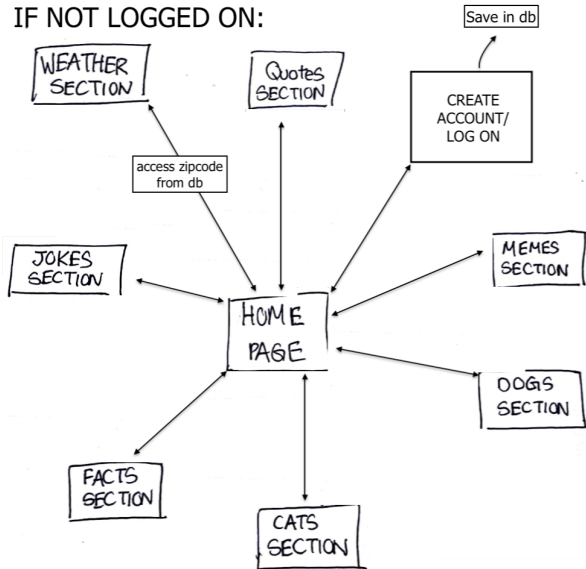 IF NOT LOGGED ON:
Save in db
WEATHER
SECTION
Quotes
SECTION
CREATE
ACCOUNT/
LOG ON
access zipcode
from db
JOKES
SECTION
MEMES
SECTION
HOME
PAGE
DOGS
SECTION
FACTS
SECTION
CATS
SECTION